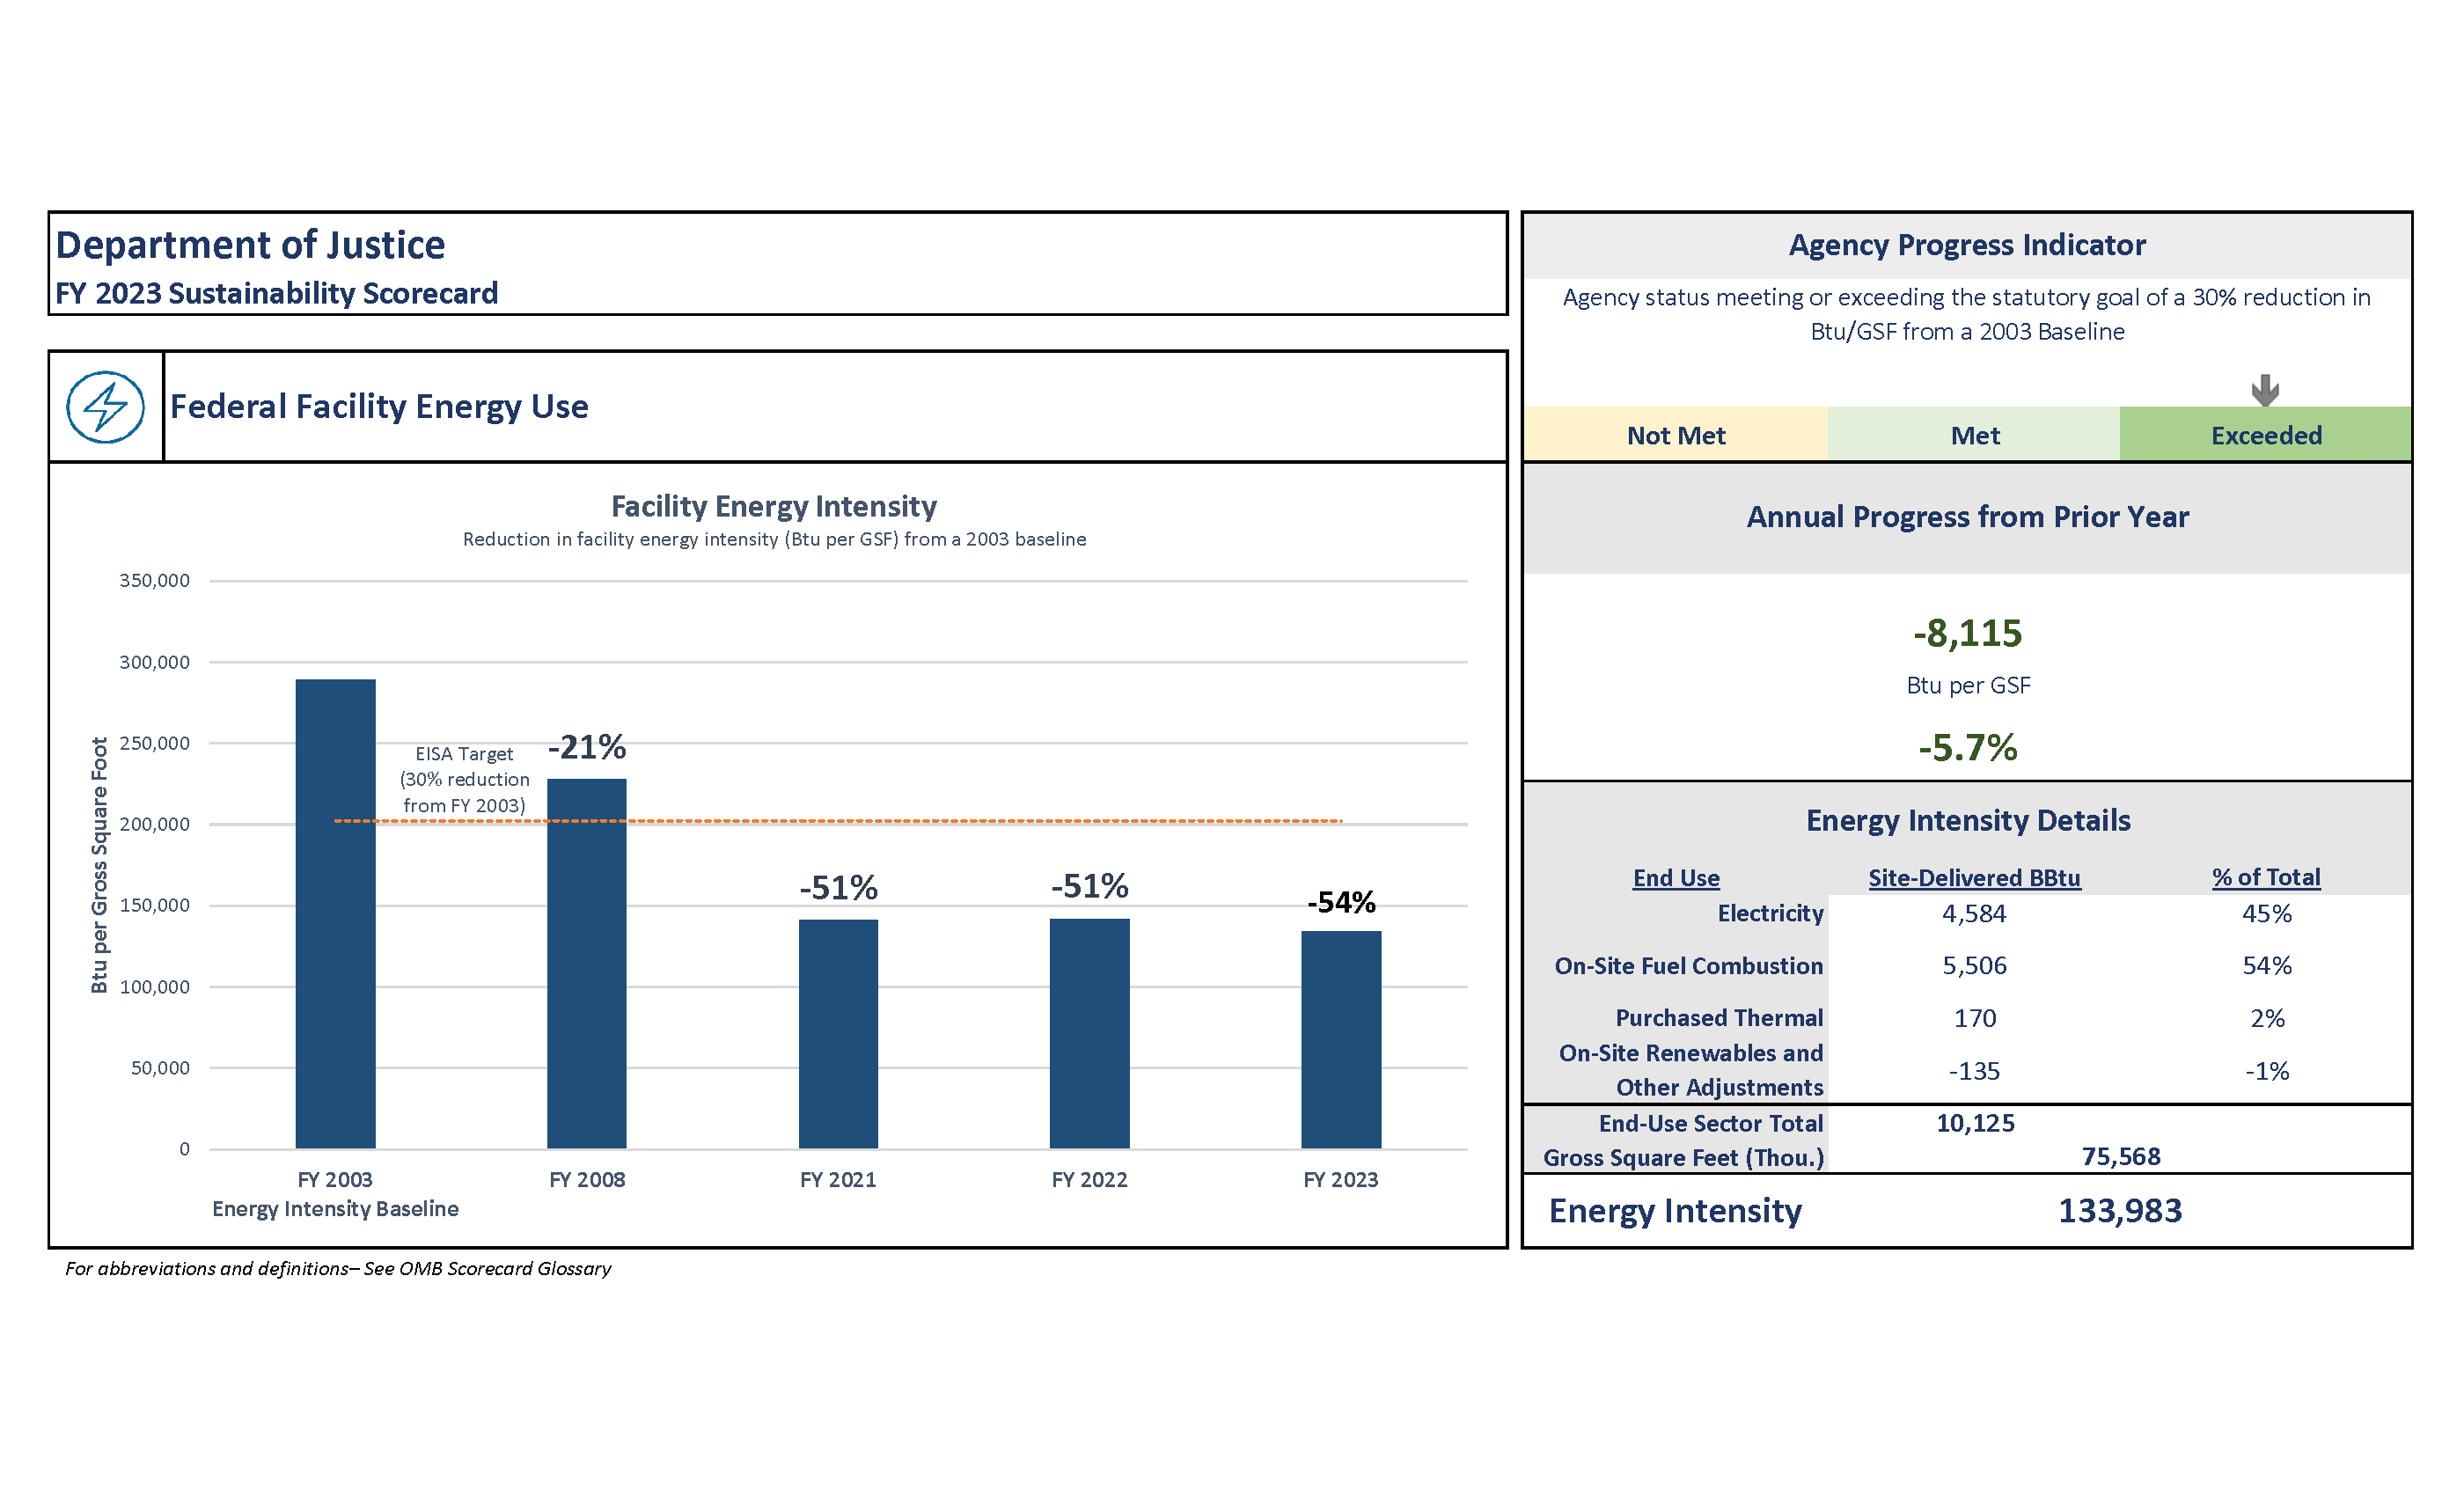 Department of Justice
FY 2023 Sustainability Scorecard
Federal Facility Energy Use
Facility Energy Intensity
Reduction in facility energy intensity (Btu per GSF) from a 2003 baseline
Btu per Gross Square Foot
350,000
300,000
250,000
200,000
150,000
100,000
50,000
0
EISA Target
(30% reduction
from FY 2003)
-21%
-51%
-51%
-54%
FY 2003
FY 2008
FY 2021
FY 2022
FY 2023
Energy Intensity Baseline
For abbreviations and definitions– See OMB Scorecard Glossary
Agency Progress Indicator
Agency status meeting or exceeding the statutory goal of a 30% reduction in
Btu/GSF from a 2003 Baseline
Not Met
Met
Exceeded
Annual Progress from Prior Year
-8,115
Btu per GSF
-5.7%
Energy Intensity Details
End Use Site-Delivered BBtu % of Total
Electricity 4,584 45%
On-Site Fuel Combustion 5,506 54%
Purchased Thermal 170 2%
On-Site Renewables and
Other Adjustments -135 -1%
End-Use Sector Total 10,125
Gross Square Feet (Thou.) 75,568
Energy Intensity 133,983